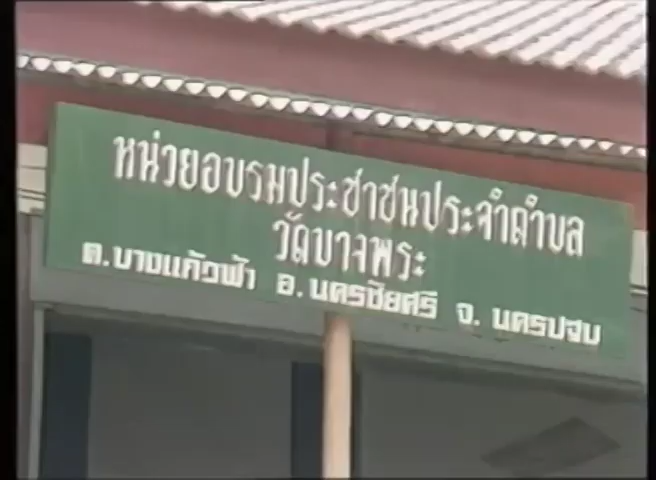 หน่วยอบรมประชาชนประจำตำบล
วัดบางพระ
ต.บางแก้วฟ้า อ.นครชัยศรี จ.นครปฐม